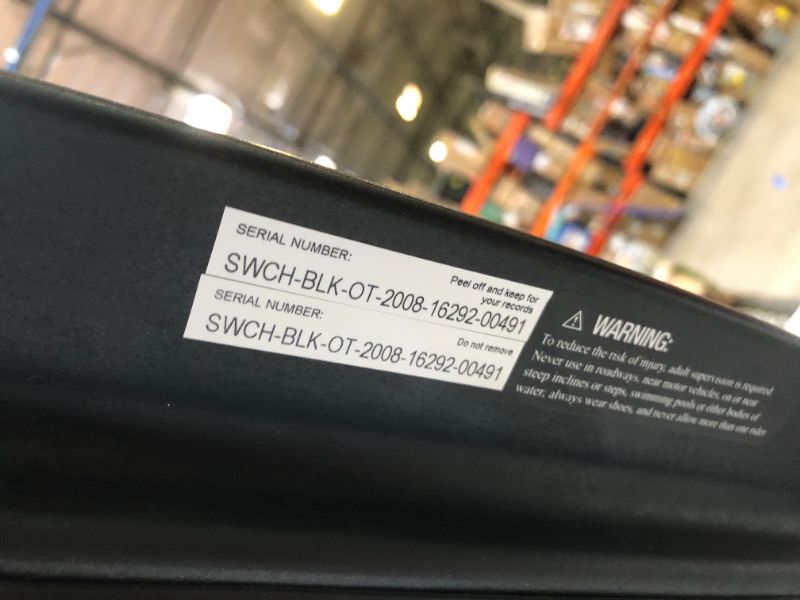 SERIAL NUMBER:
SWCH-BLK-OT-2008-16292-00491
Peel off and keep for
your records
SERIAL NUMBER:
SWCH-BLK-OT-2008-16292-00491
Do not remove
WARNING:
To reduce the risk of injury, adult supervision is required
Never use in roadways, near motor vehicles, on or near
steep inclines or steps, swimming pools or other bodies of
water, always wear shoes, and never allow more than one rider